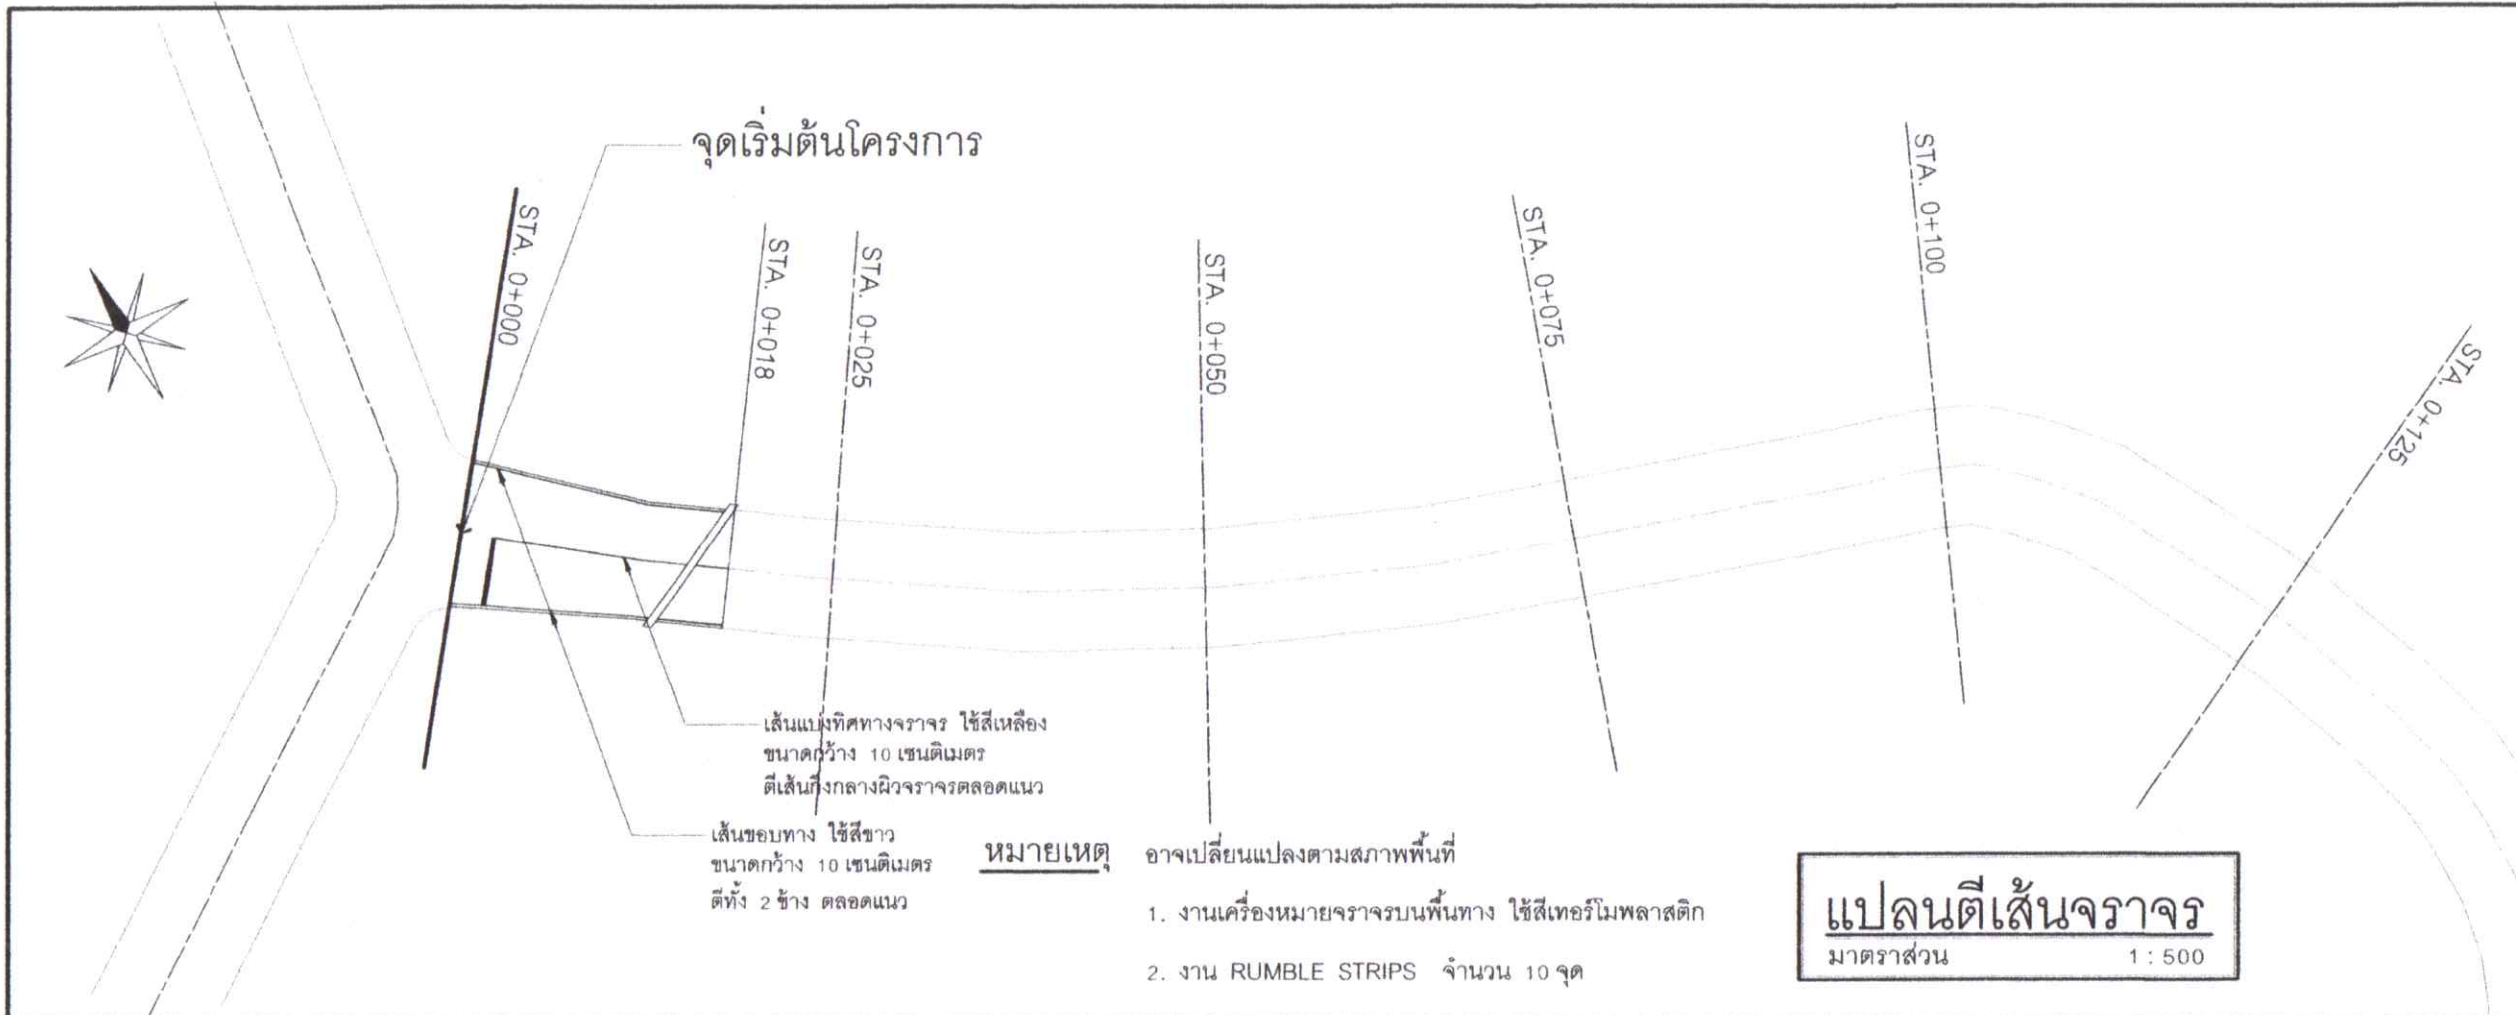 จุดเริ่มต้นโครงการ
STA. 0+000
STA. 0+018
STA. 0+025
STA. 0+050
STA. 0+075
STA. 0+100
STA. 0+125
เส้นแบ่งทิศทางจราจร ใช้สีเหลือง
ขนาดกว้าง 10 เซนติเมตร
ตีเส้นกึ่งกลางผิวจราจรตลอดแนว
เส้นขอบทาง ใช้สีขาว
ขนาดกว้าง 10 เซนติเมตร
ตีทั้ง 2 ข้าง ตลอดแนว
หมายเหตุ อาจเปลี่ยนแปลงตามสภาพพื้นที่
1. งานเครื่องหมายจราจรบนพื้นทาง ใช้สีเทอร์โมพลาสติก
2. งาน RUMBLE STRIPS จำนวน 10 จุด
แปลนตีเส้นจราจร
มาตราส่วน 1 : 500